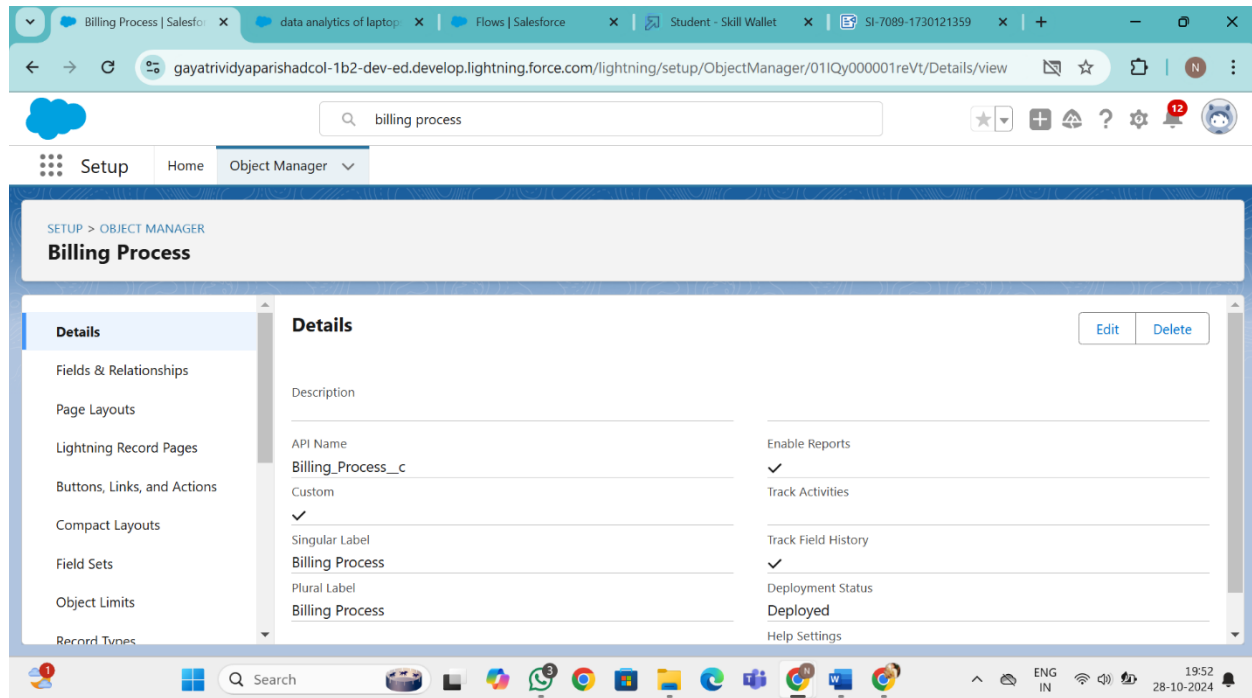 Billing Process | Salesfo
data analytics of laptop
Flows | Salesforce
Student - Skill Wallet
SI-7089-1730121359
gayatrividyaparishadcol-1b2-dev-ed.develop.lightning.force.com/lightning/setup/ObjectManager/01IQy000001reVt/Details/view
N
billing process
12
Setup
Home
Object Manager
SETUP > OBJECT MANAGER
Billing Process
Details
Fields & Relationships
Page Layouts
Lightning Record Pages
Buttons, Links, and Actions
Compact Layouts
Field Sets
Object Limits
Record Types
Details
Edit
Delete
Description
API Name
Billing_Process__c
Custom
Singular Label
Billing Process
Plural Label
Billing Process
Enable Reports
Track Activities
Track Field History
Deployment Status
Deployed
Help Settings
1
Search
3
N
ENG
IN
19:52
28-10-2024